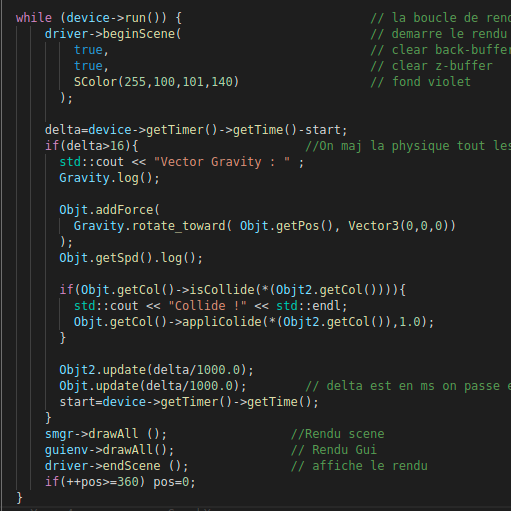 while (device->run()) { // la boucle de
driver->beginScene( // demarre le rendu
true, // clear back-buffer
true, // clear z-buffer
SColor(255,100,101,140) // fond violet
);
delta=device->getTimer()->getTime()-start;
if(delta>16){ //On maj la physique tout les
std::cout << "Vector Gravity : " ;
Gravity.log();
Objt.addForce(
Gravity.rotate_toward( Objt.getPos(), Vector3(0,0,0))
);
Objt.getSpd().log();
if(Objt.getCol()->isCollide(*(Objt2.getCol()))){
std::cout << "Collide !"<< std::endl;
Objt.getCol()->appliColide(*(Objt2.getCol()),1.0);
}
Objt2.update(delta/1000.0);
Objt.update(delta/1000.0); // delta est en ms on passe
start=device->getTimer()->getTime();
}
smgr->drawAll (); //Rendu scene
guienv->drawAll(); // Rendu Gui
driver->endScene (); // affiche le rendu
if(++pos>=360) pos=0;
}